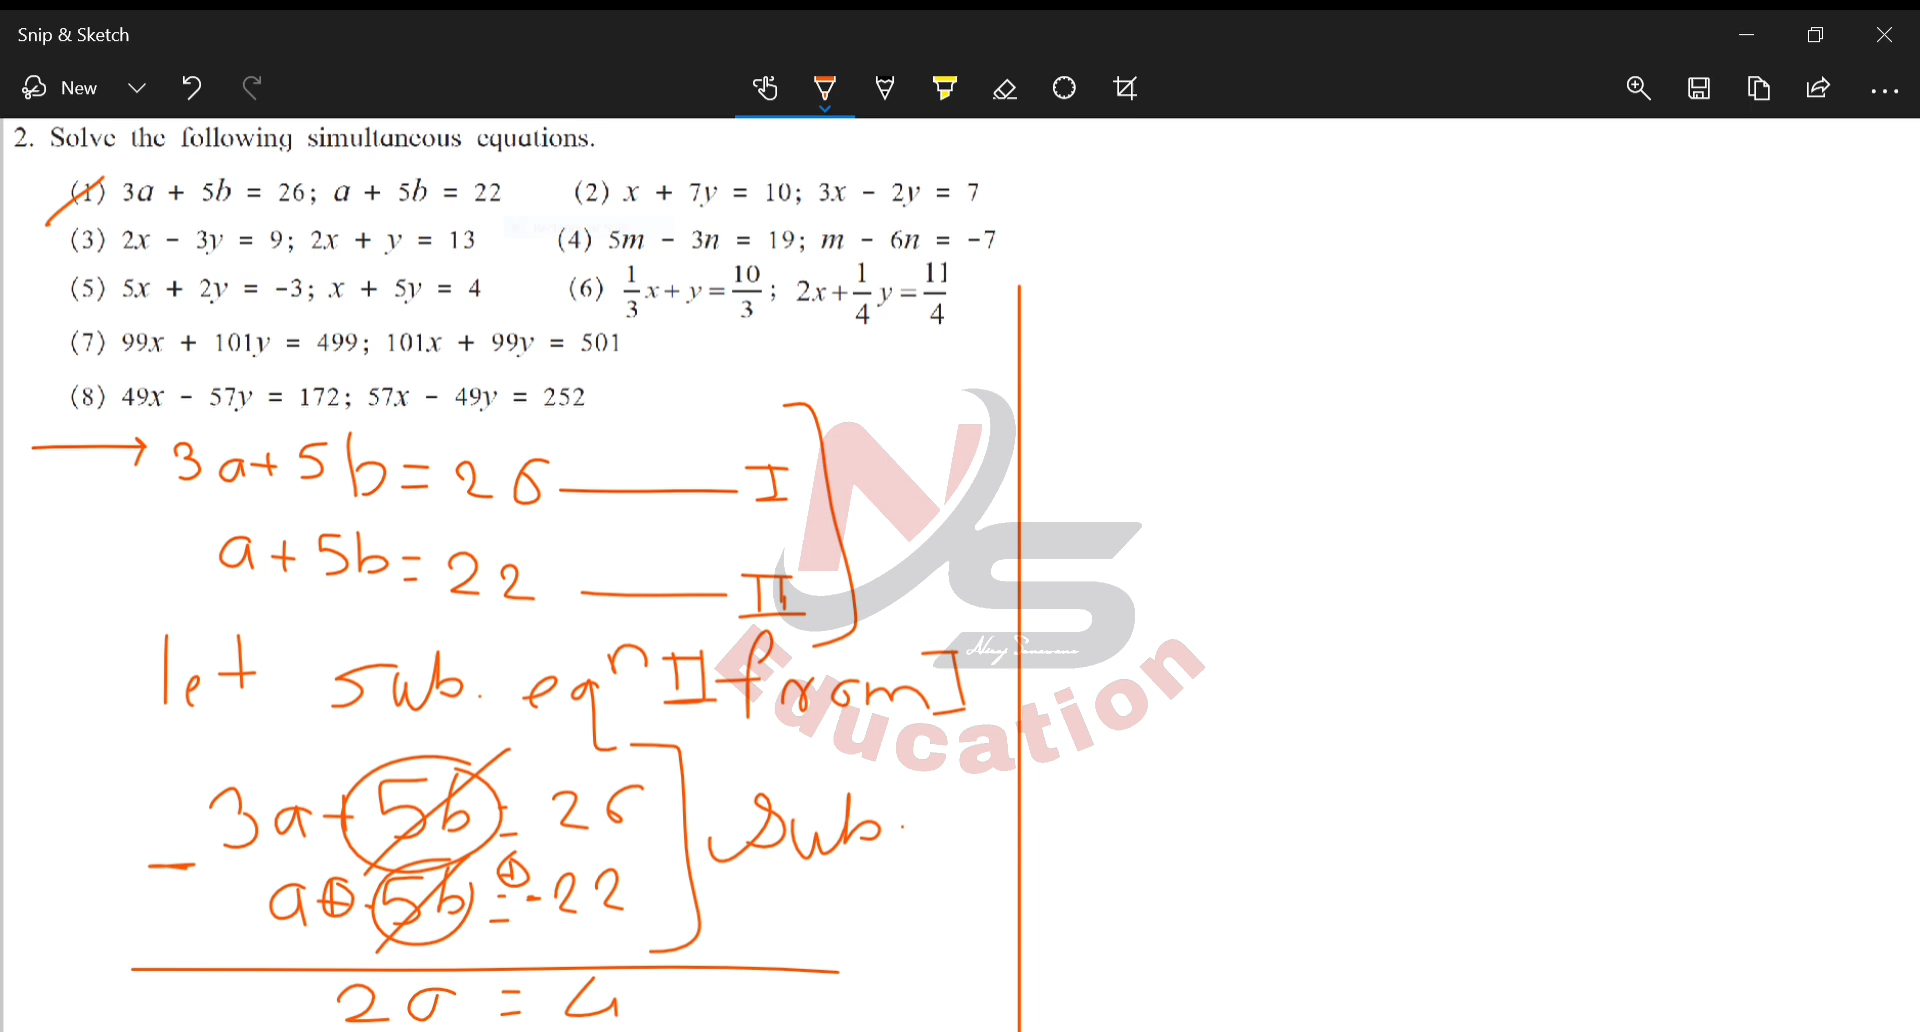 Snip & Sketch
New
2. Solve the following simultaneous equations.
(1) 3a + 5b = 26; a + 5b = 22 (2) x + 7y = 10; 3x - 2y = 7
(3) 2x - 3y = 9; 2x + y = 13 (4) 5m - 3n = 19; m - 6n = -7
(5) 5x + 2y = -3; x + 5y = 4 (6) 1/3 x + y = 10/3; 2x + 1/4 y = 11/4
(7) 99x + 101y = 499; 101x + 99y = 501
(8) 49x - 57y = 172; 57x - 49y = 252
→ 3a+5b=26 — I
a+5b=22 — II
let sub. eqⁿ II from I
3a+5b=26
- a+5b=-22
sub.
2a = 4
NS
Education